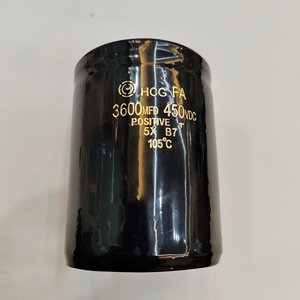 HCG FA
3600MFD 450VDC
POSITIVE T
5X B7
105°C